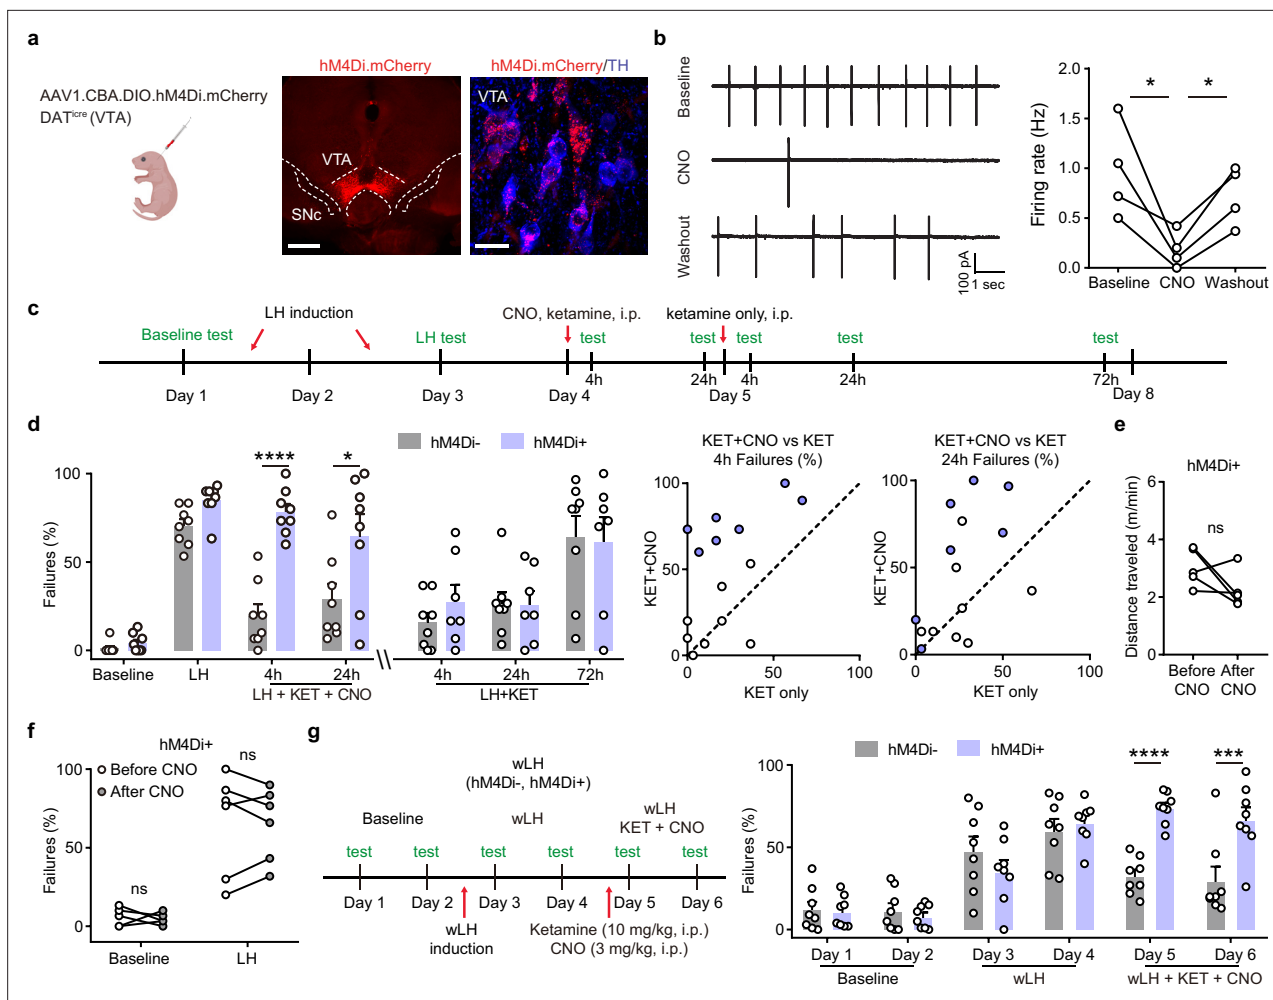 a
hM4Di.mCherry
hM4Di.mCherry/TH
AAV1.CBA.DIO.hM4Di.mCherry
DATicre (VTA)
VTA
SNc
VTA
b
Baseline
CNO
Washout
100 pA
1 sec
Firing rate (Hz)
2.0
1.5
1.0
0.5
0.0
* *
Baseline CNO Washout
c
Baseline test
LH induction
LH test
CNO, ketamine, i.p.
test
ketamine only, i.p.
test
test
test
test
4h
24h
4h
24h
72h
Day 1
Day 2
Day 3
Day 4
Day 5
Day 8
d
hM4Di-
hM4Di+
Failures (%)
100
50
0
****
*
Baseline
LH
4h
24h
LH + KET + CNO
4h
24h
72h
LH+KET
KET+CNO vs KET
4h Failures (%)
KET+CNO
100
50
0
0
50
100
KET only
KET+CNO vs KET
24h Failures (%)
KET+CNO
100
50
0
0
50
100
KET only
e
hM4Di+
Distance traveled (m/min)
6
4
2
0
ns
Before
CNO
After
CNO
f
hM4Di+
Before CNO
After CNO
Failures (%)
100
50
0
ns
ns
Baseline
LH
g
wLH
(hM4Di-, hM4Di+)
Baseline
wLH
wLH
KET + CNO
test test test test test test
Day 1 Day 2 Day 3 Day 4 Day 5 Day 6
wLH
induction
Ketamine (10 mg/kg, i.p.)
CNO (3 mg/kg, i.p.)
hM4Di-
hM4Di+
Failures (%)
100
50
0
****
***
Day 1 Day 2 Day 3 Day 4 Day 5 Day 6
Baseline
wLH
wLH + KET + CNO